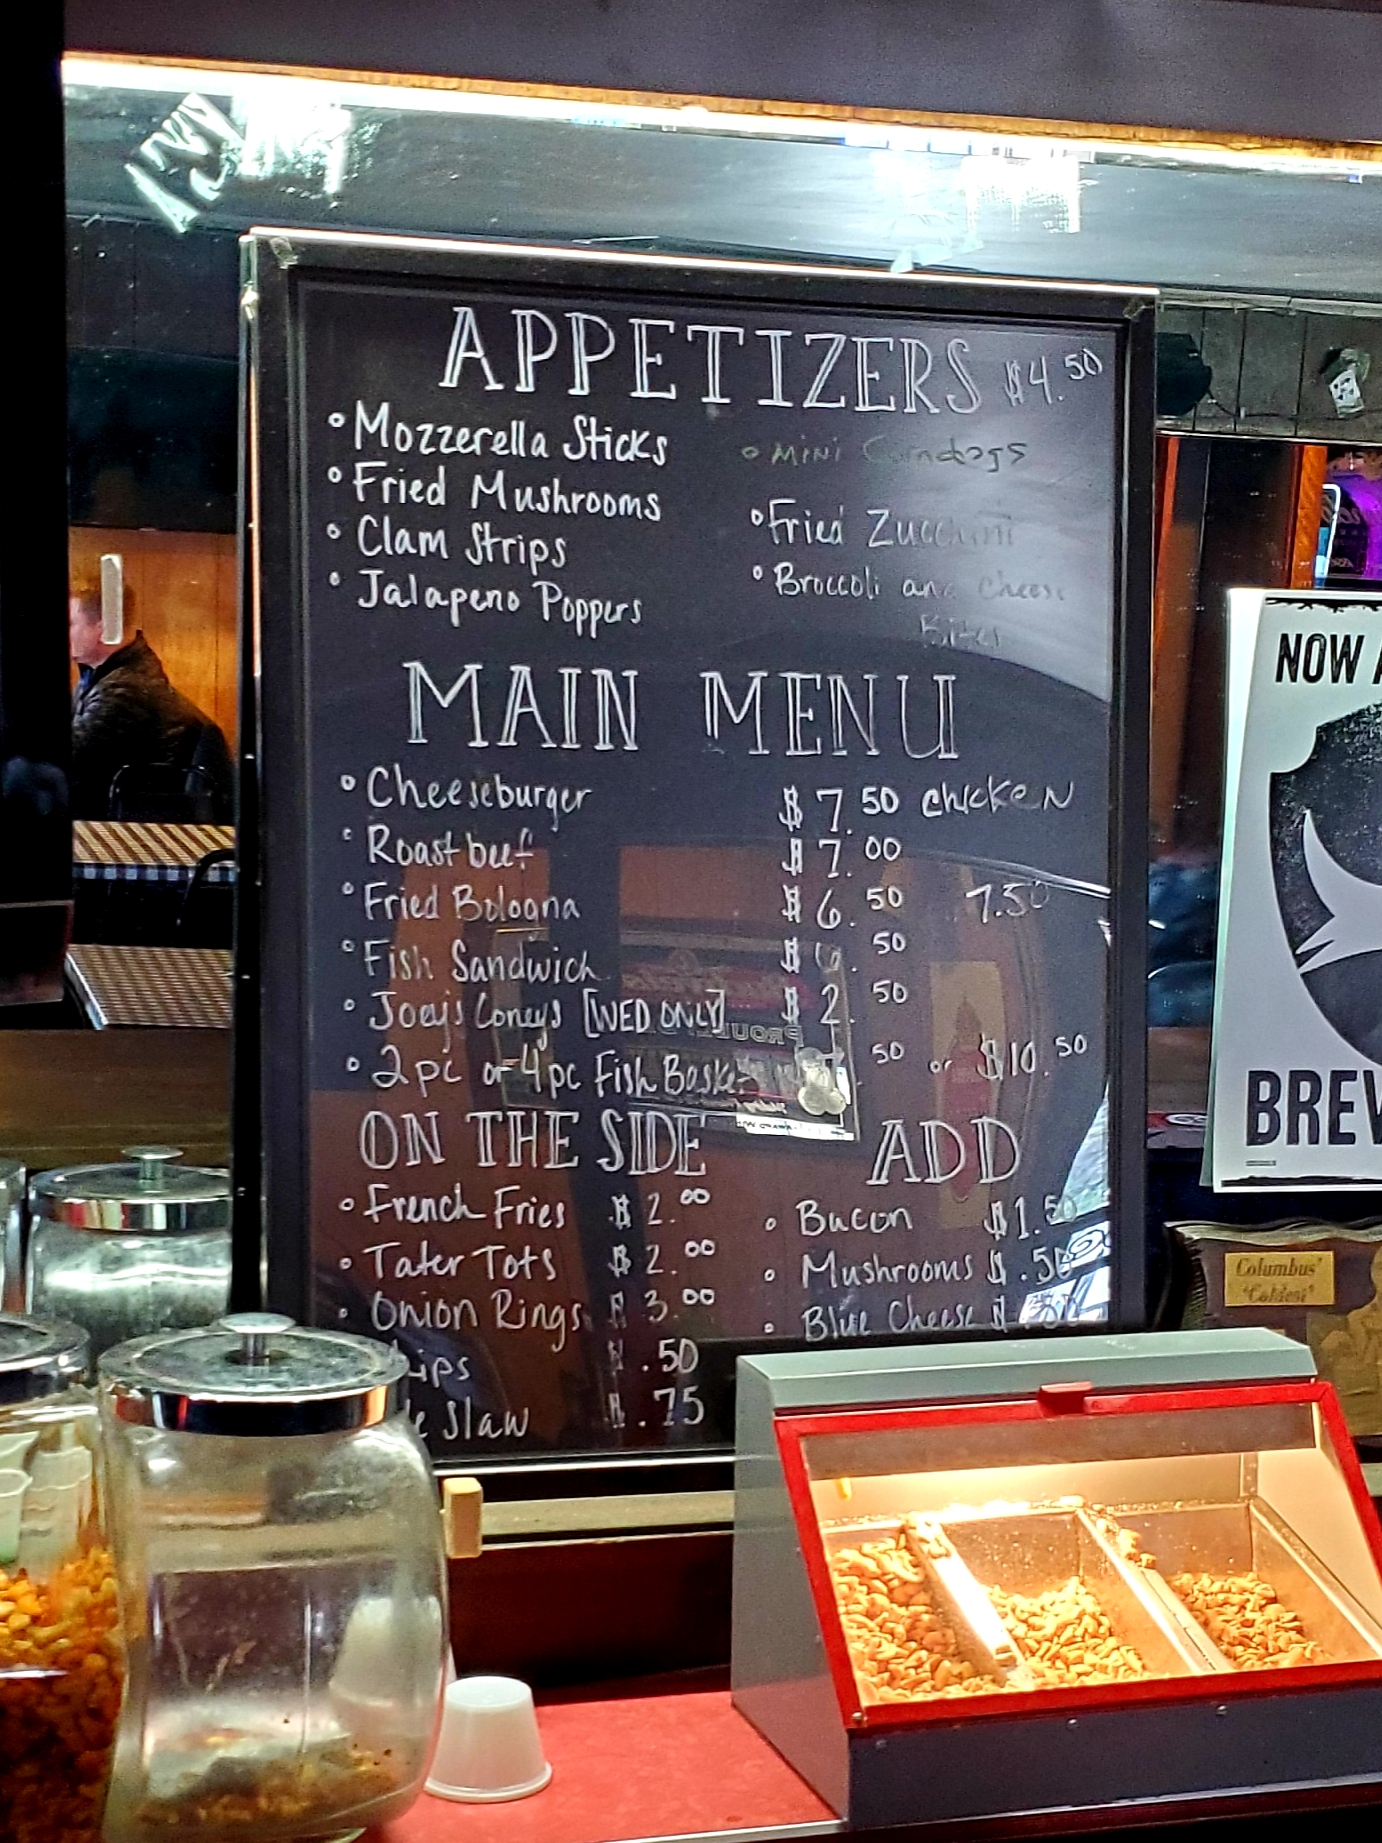 APPETIZERS $4.50
• Mozzerella Sticks
• Fried Mushrooms
• Clam Strips
• Jalapeno Poppers
• MINI Corndogs
• Fried Zucchini
• Broccoli and Cheese
Bites
MAIN MENU
• Cheeseburger $7.50 chicken
• Roast beef $7.00
• Fried Bologna $6.50 7.50
• Fish Sandwich $6.50
• Joey's Coneys [WED ONLY] $2.50
• 2pc or 4pc Fish Basket .50 or $10.50
ON THE SIDE
• French Fries $2.00
• Tater Tots $2.00
• Onion Rings $3.00
ips $.50
e Slaw $.75
ADD
• Bacon $1.50
• Mushrooms $.50
• Blue Cheese $.50
NOW A
BREW
Columbus'
"Coldest"